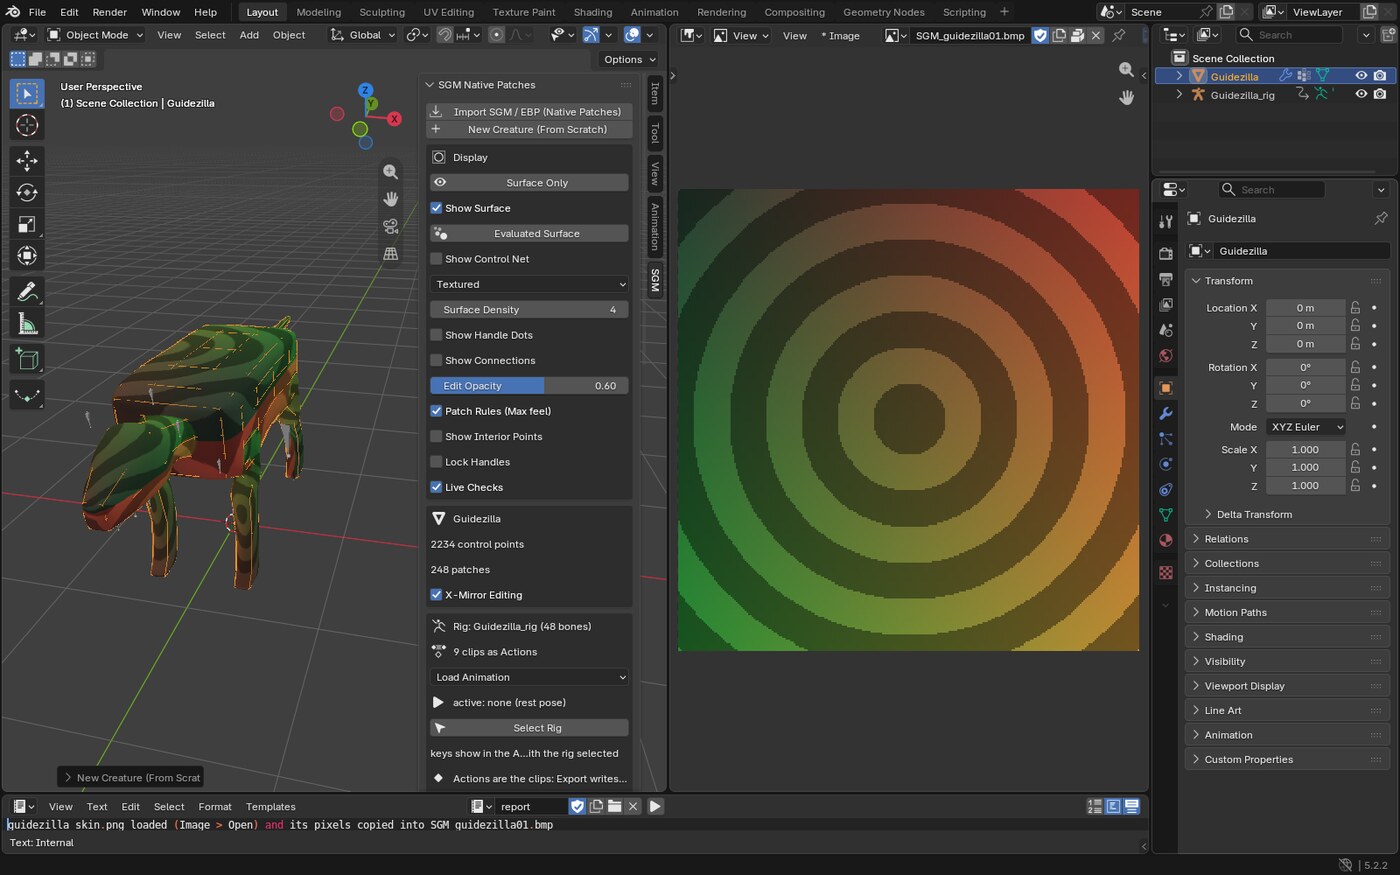 File Edit Render Window Help Layout Modeling Sculpting UV Editing Texture Paint Shading Animation Rendering Compositing Geometry Nodes Scripting + Scene ViewLayer
Object Mode View Select Add Object Global
View View * Image SGM_guidezilla01.bmp
Search
Options
User Perspective
(1) Scene Collection | Guidezilla
Z
Y
X
SGM Native Patches
Import SGM / EBP (Native Patches)
New Creature (From Scratch)
Display
Surface Only
Show Surface
Evaluated Surface
Show Control Net
Textured
Surface Density 4
Show Handle Dots
Show Connections
Edit Opacity 0.60
Patch Rules (Max feel)
Show Interior Points
Lock Handles
Live Checks
Guidezilla
2234 control points
248 patches
X-Mirror Editing
Rig: Guidezilla_rig (48 bones)
9 clips as Actions
Load Animation
active: none (rest pose)
Select Rig
keys show in the A...ith the rig selected
Actions are the clips: Export writes...
Item
Tool
View
Animation
SGM
New Creature (From Scrat
Scene Collection
Guidezilla
Guidezilla_rig
Search
Guidezilla
Guidezilla
Transform
Location X 0 m
Y 0 m
Z 0 m
Rotation X 0°
Y 0°
Z 0°
Mode XYZ Euler
Scale X 1.000
Y 1.000
Z 1.000
Delta Transform
Relations
Collections
Instancing
Motion Paths
Shading
Visibility
Viewport Display
Line Art
Animation
Custom Properties
View Text Edit Select Format Templates report
guidezilla skin.png loaded (Image > Open) and its pixels copied into SGM guidezilla01.bmp
Text: Internal
5.2.2